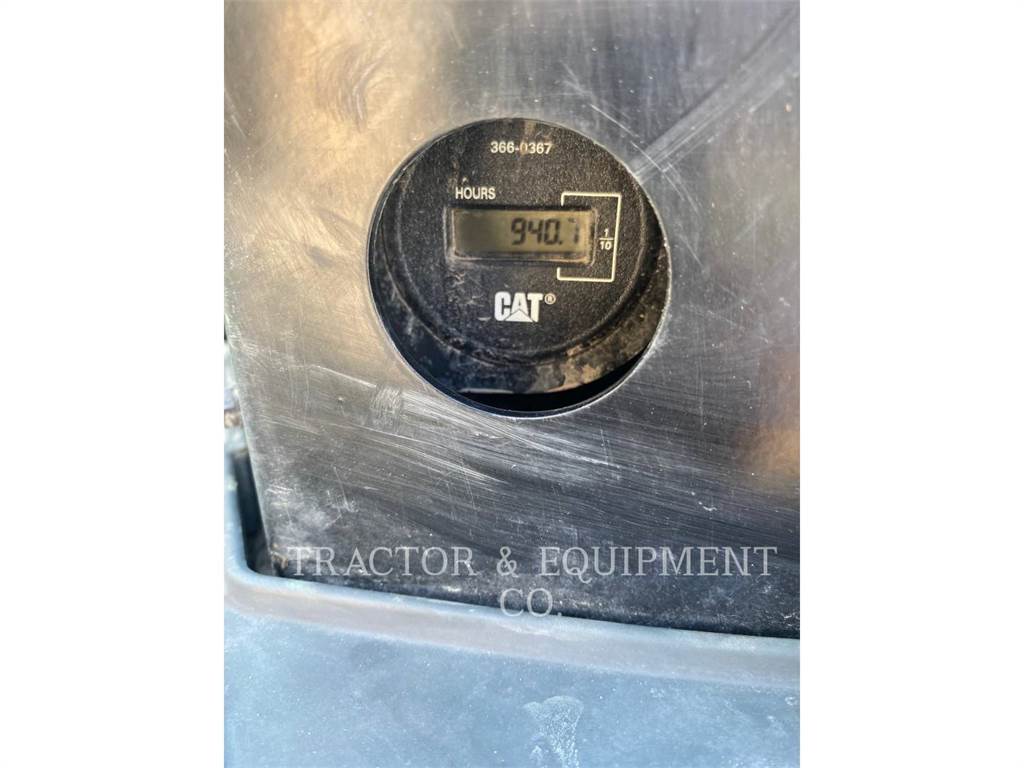 366-0367
HOURS
940.7
1
10
CAT®
TRACTOR & EQUIPMENT
CO.